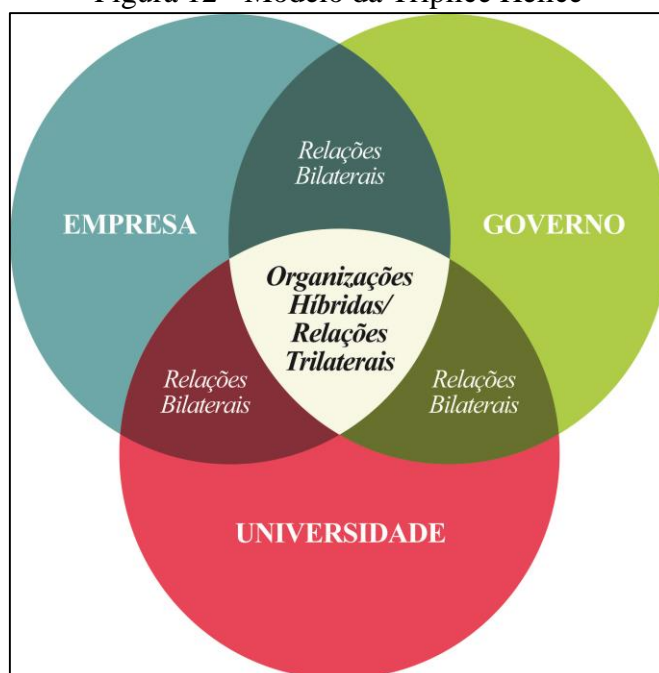 Figura 12 - Modelo da Tríplice Hélice
Relações
Bilaterais
EMPRESA
GOVERNO
Organizações
Híbridas/
Relações
Trilaterais
Relações
Bilaterais
Relações
Bilaterais
UNIVERSIDADE